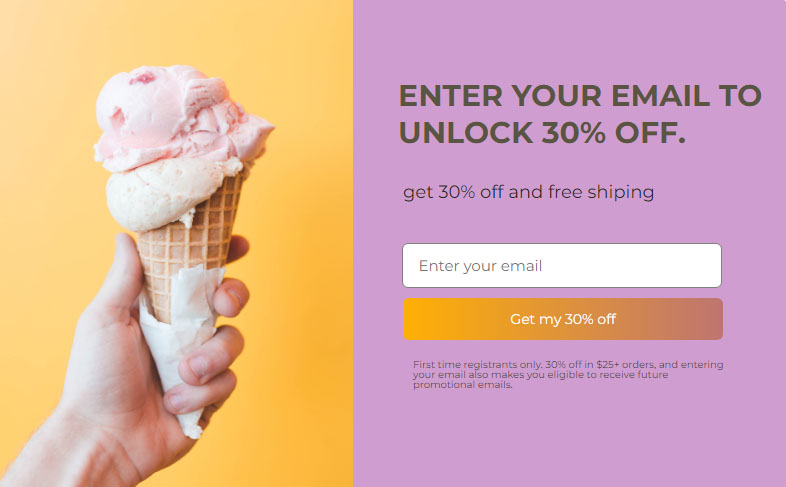 ENTER YOUR EMAIL TO
UNLOCK 30% OFF.
get 30% off and free shiping
Enter your email
Get my 30% off
First time registrants only. 30% off in $25+ orders, and entering
your email also makes you eligible to receive future
promotional emails.